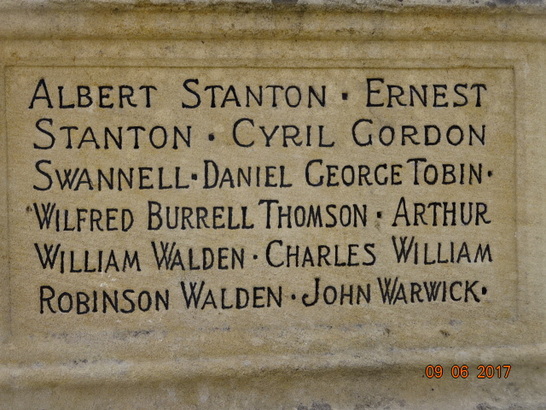 ALBERT STANTON · ERNEST
STANTON · CYRIL GORDON
SWANNELL · DANIEL GEORGE TOBIN ·
WILFRED BURRELL THOMSON · ARTHUR
WILLIAM WALDEN · CHARLES WILLIAM
ROBINSON WALDEN · JOHN WARWICK ·
09 06 2017